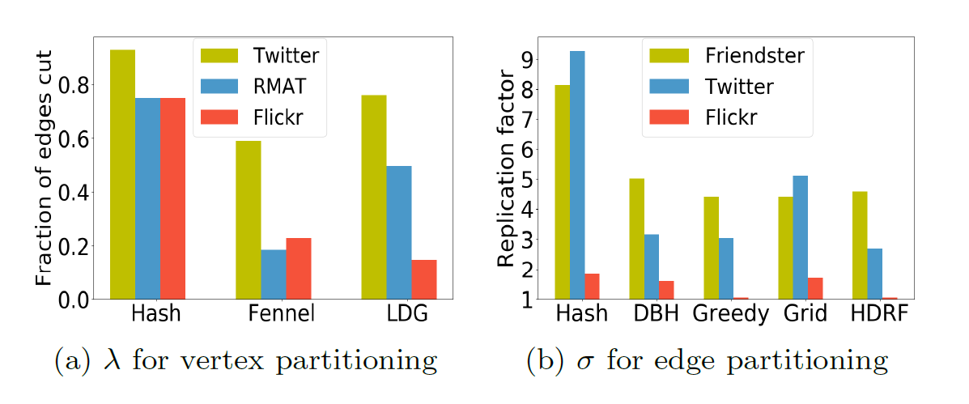 Fraction of edges cut
0.8
0.6
0.4
0.2
0.0
Twitter
RMAT
Flickr
Hash Fennel LDG
(a) λ for vertex partitioning
Replication factor
9
8
7
6
5
4
3
2
1
Friendster
Twitter
Flickr
Hash DBH Greedy Grid HDRF
(b) σ for edge partitioning